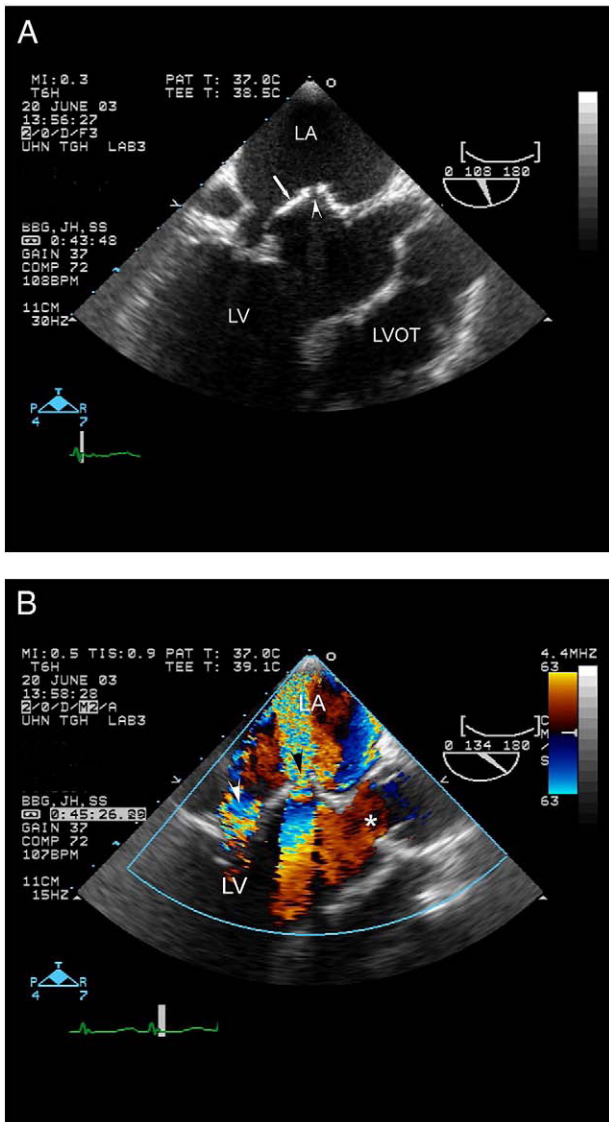 A
MI:0.3 PAT T: 37.0C
T6H TEE T: 38.5C
20 JUNE 03
13:56:27
2/0/D/F3
UHN TGH LAB3
LA
0 108 180
BBG,JH,SS
0:43:48
GAIN 37
COMP 72
108BPM
LV
LVOT
11CM
30HZ
T
P R
4 7
B
MI:0.5 TIS:0.9 PAT T: 37.0C 4.4MHZ
T6H TEE T: 39.1C 63
20 JUNE 03
13:58:28
2/0/D/M2/A
UHN TGH LAB3
LA
CM/S
0 134 180
63
BBG,JH,SS
GAIN 37
COMP 72
107BPM
*
LV
11CM
15HZ
T
P R
4 7